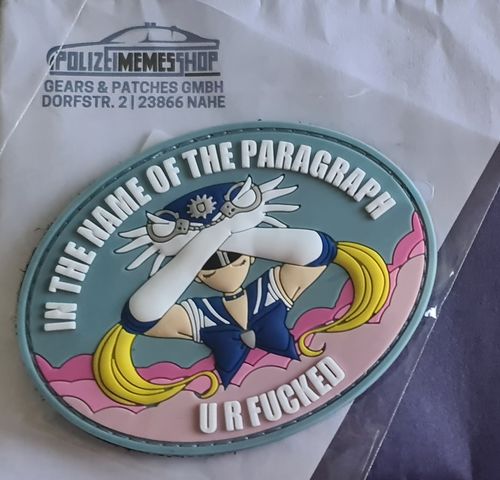 POLIZEIMEMESSHOP
GEARS & PATCHES GMBH
DORFSTR. 2 | 23866 NAHE
IN THE NAME OF THE PARAGRAPH
U R FUCKED